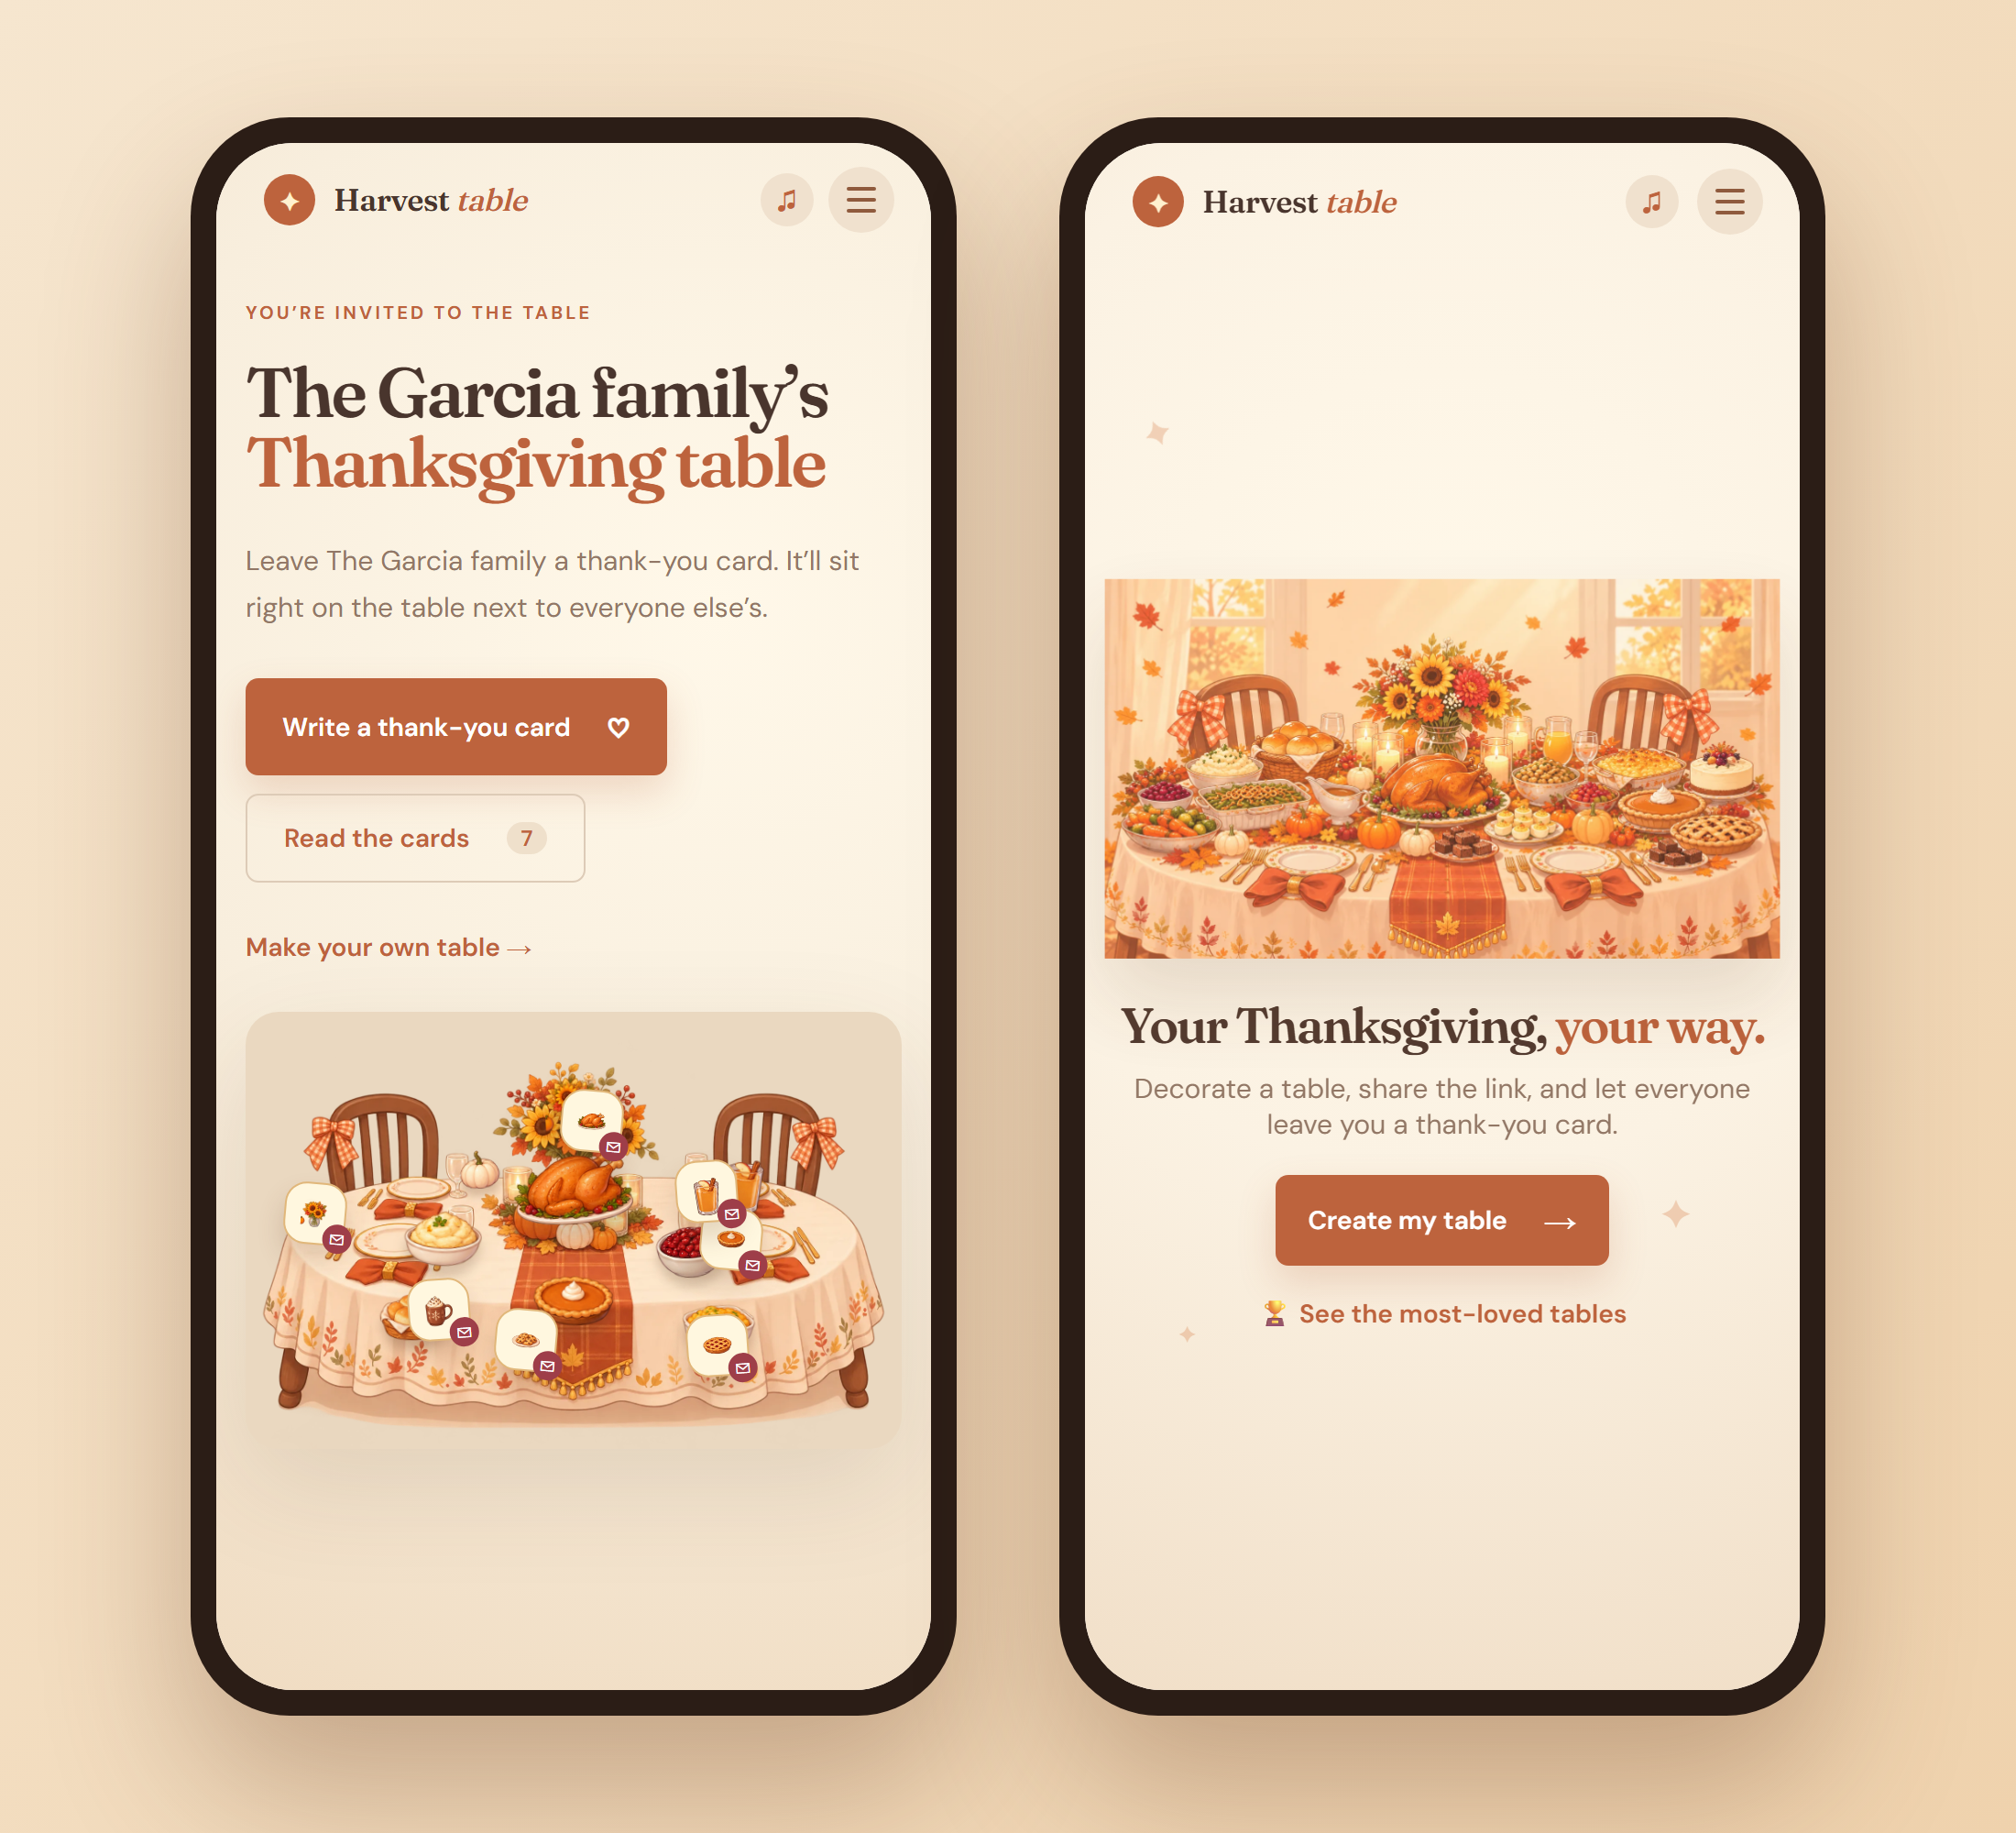 Harvest table
YOU’RE INVITED TO THE TABLE
The Garcia family’s
Thanksgiving table
Leave The Garcia family a thank-you card. It’ll sit
right on the table next to everyone else’s.
Write a thank-you card ♡
Read the cards 7
Make your own table →
Harvest table
Your Thanksgiving, your way.
Decorate a table, share the link, and let everyone
leave you a thank-you card.
Create my table →
🏆 See the most-loved tables